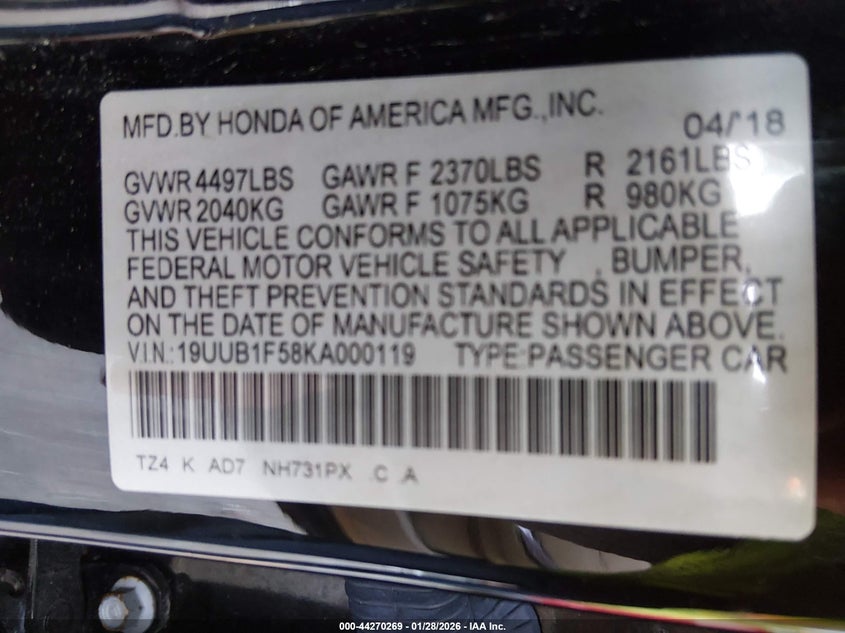 MFD.BY HONDA OF AMERICA MFG.,INC. 04/'18
GVWR 4497LBS GAWR F 2370LBS R 2161LBS
GVWR 2040KG GAWR F 1075KG R 980KG
THIS VEHICLE CONFORMS TO ALL APPLICABLE
FEDERAL MOTOR VEHICLE SAFETY , BUMPER,
AND THEFT PREVENTION STANDARDS IN EFFECT
ON THE DATE OF MANUFACTURE SHOWN ABOVE.
V.I.N.:19UUB1F58KA000119 TYPE:PASSENGER CAR
TZ4 K AD7 NH731PX C A
000-44270269 - 01/28/2026 - IAA Inc.